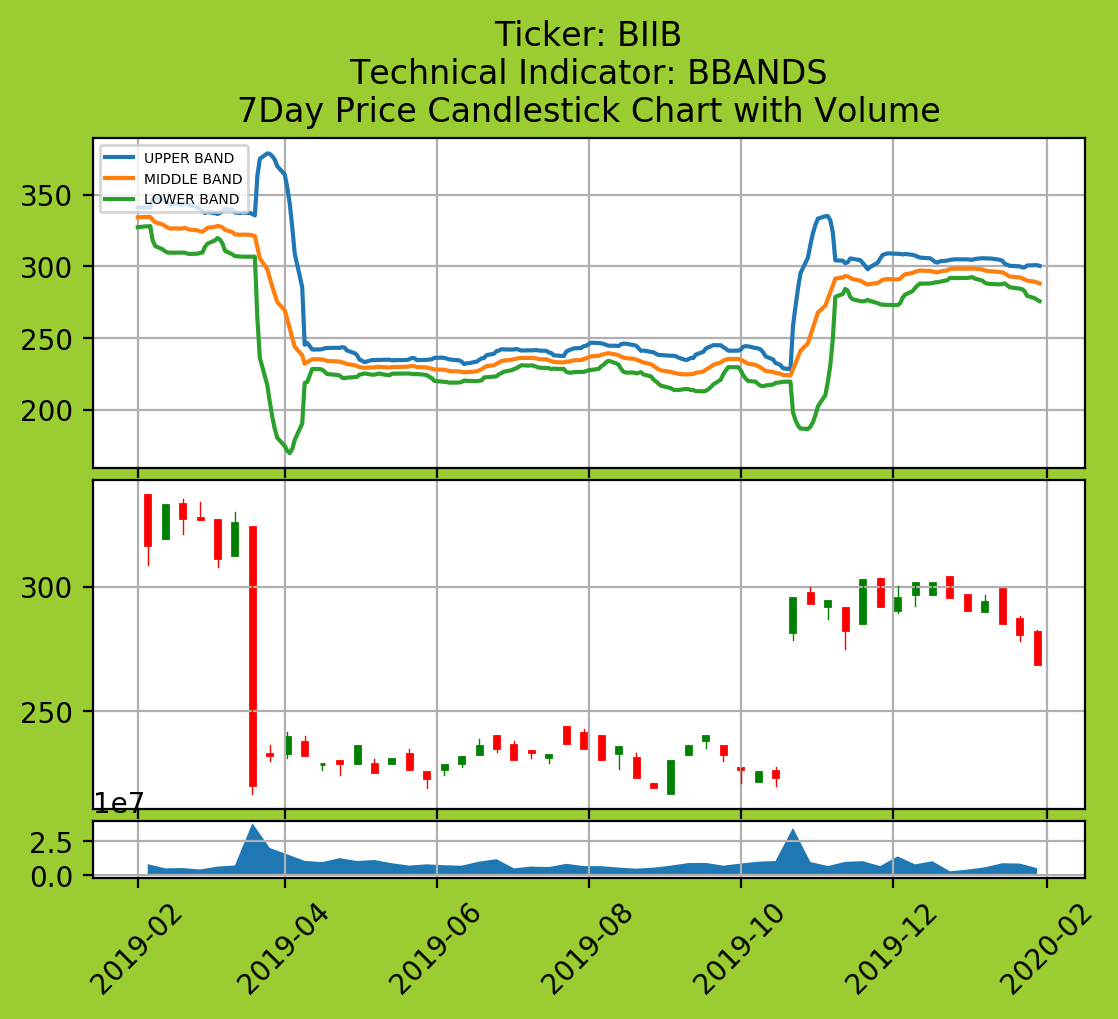 Ticker: BIIB
Technical Indicator: BBANDS
7Day Price Candlestick Chart with Volume
UPPER BAND
MIDDLE BAND
LOWER BAND
350
300
250
200
300
250
1e7
2.5
0.0
2019-02
2019-04
2019-06
2019-08
2019-10
2019-12
2020-02